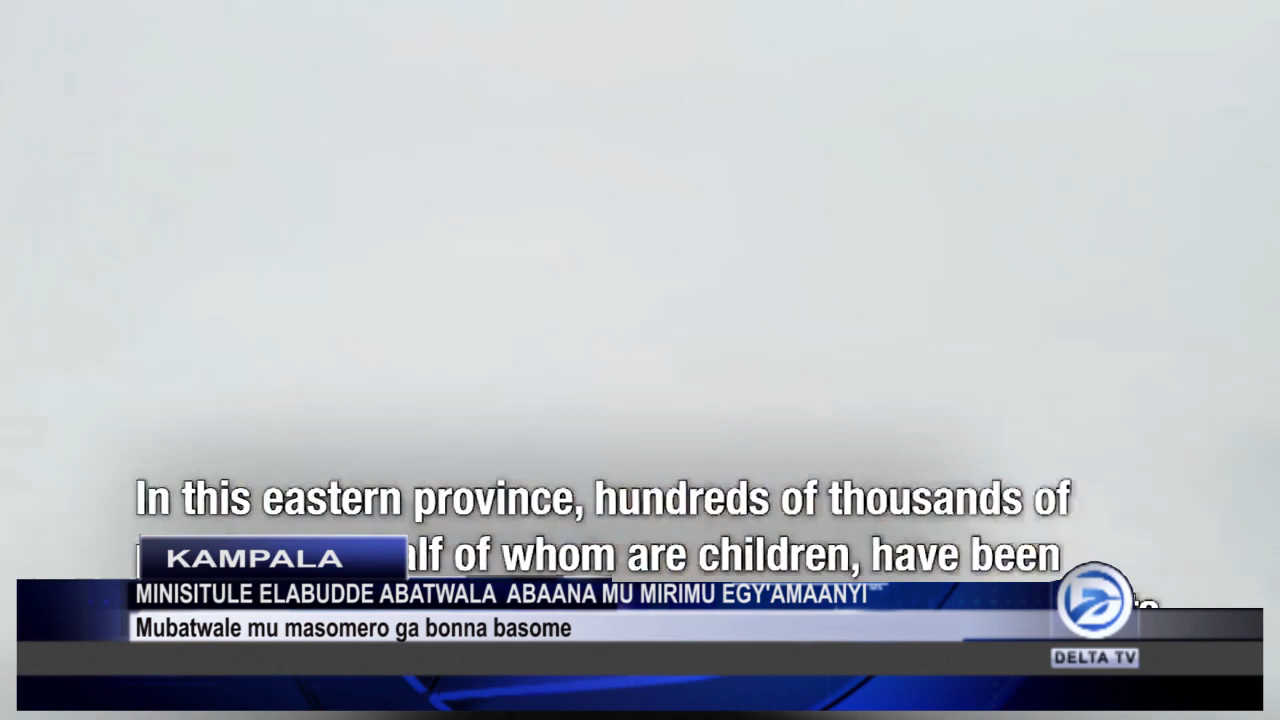 In this eastern province, hundreds of thousands of
of whom are children, have been
KAMPALA
MINISITULE ELABUDDE ABATWALA ABAANA MU MIRIMU EGY'AMAANYI
Mubatwale mu masomero ga bonna basome
DELTA TV